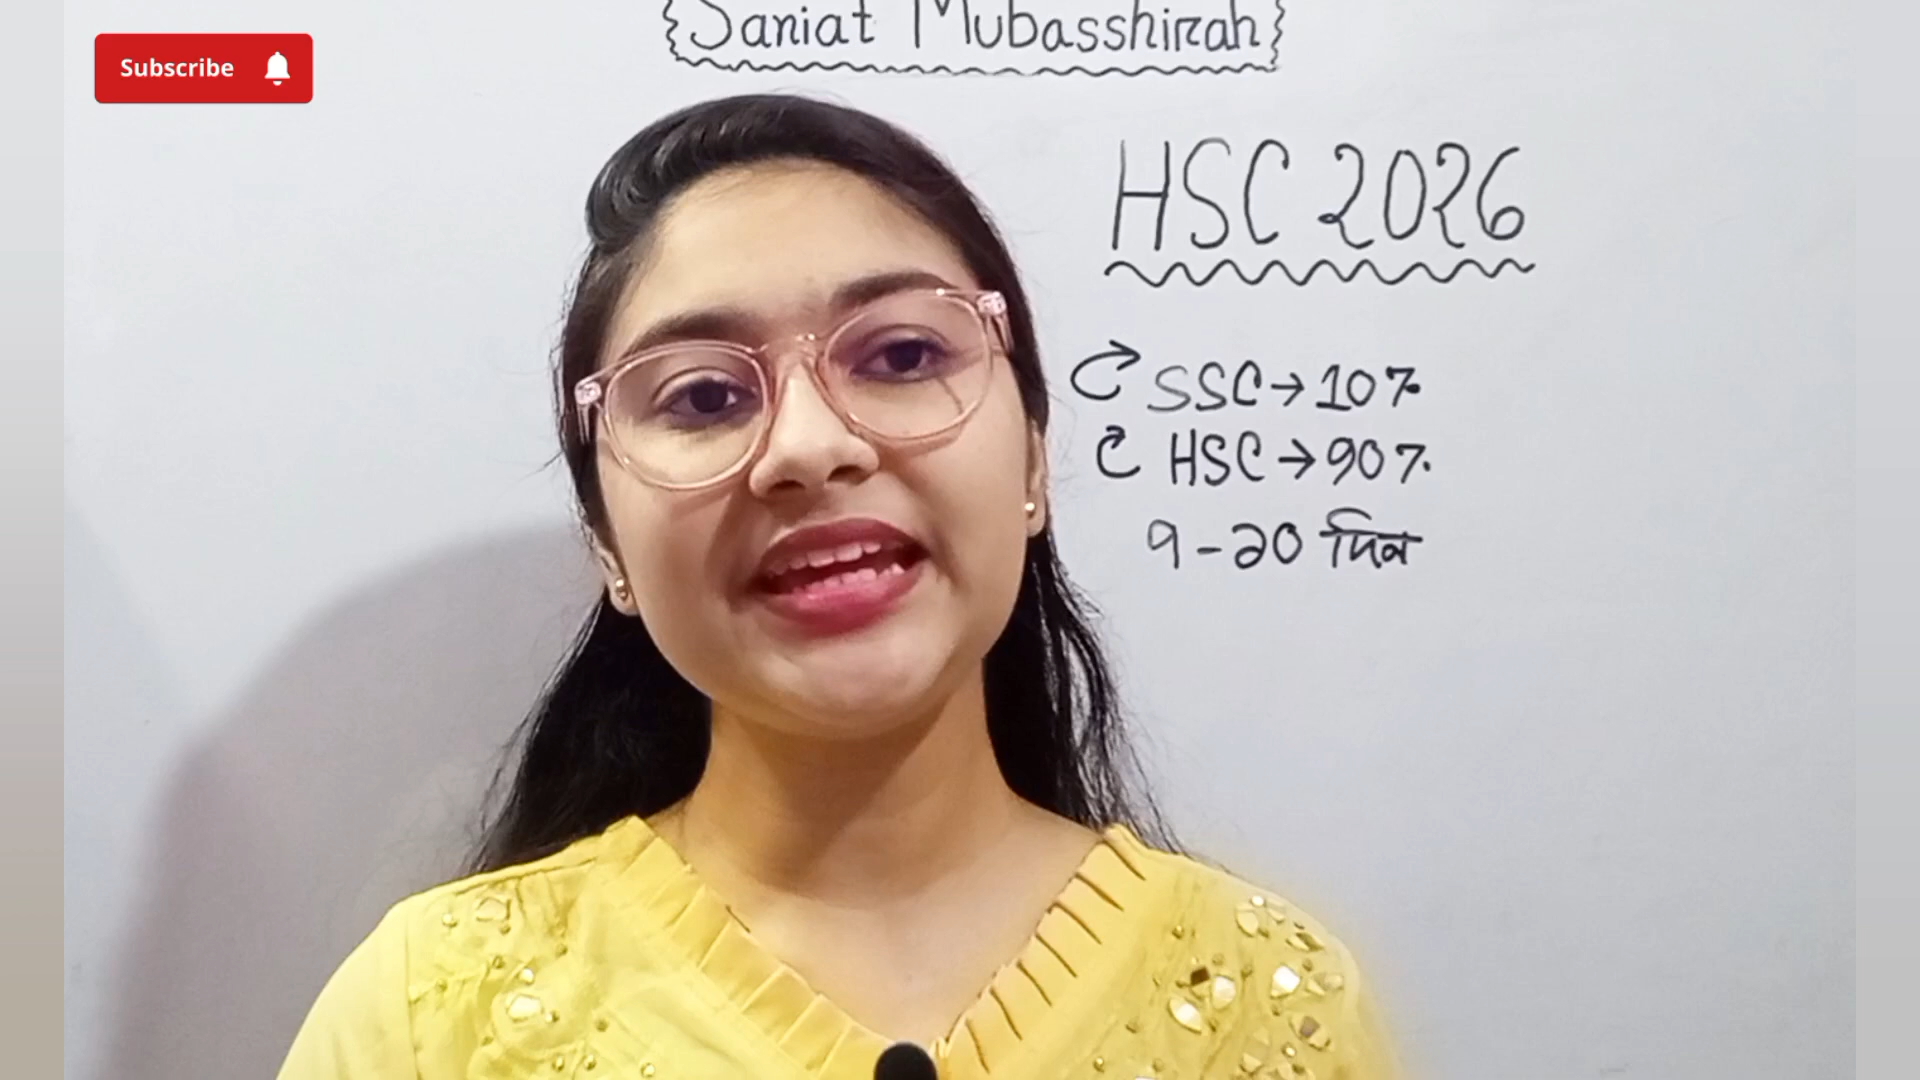 Subscribe
Saniat Mubasshirah
HSC 2026
SSC → 10%
HSC → 90%
৭-২০ দিন